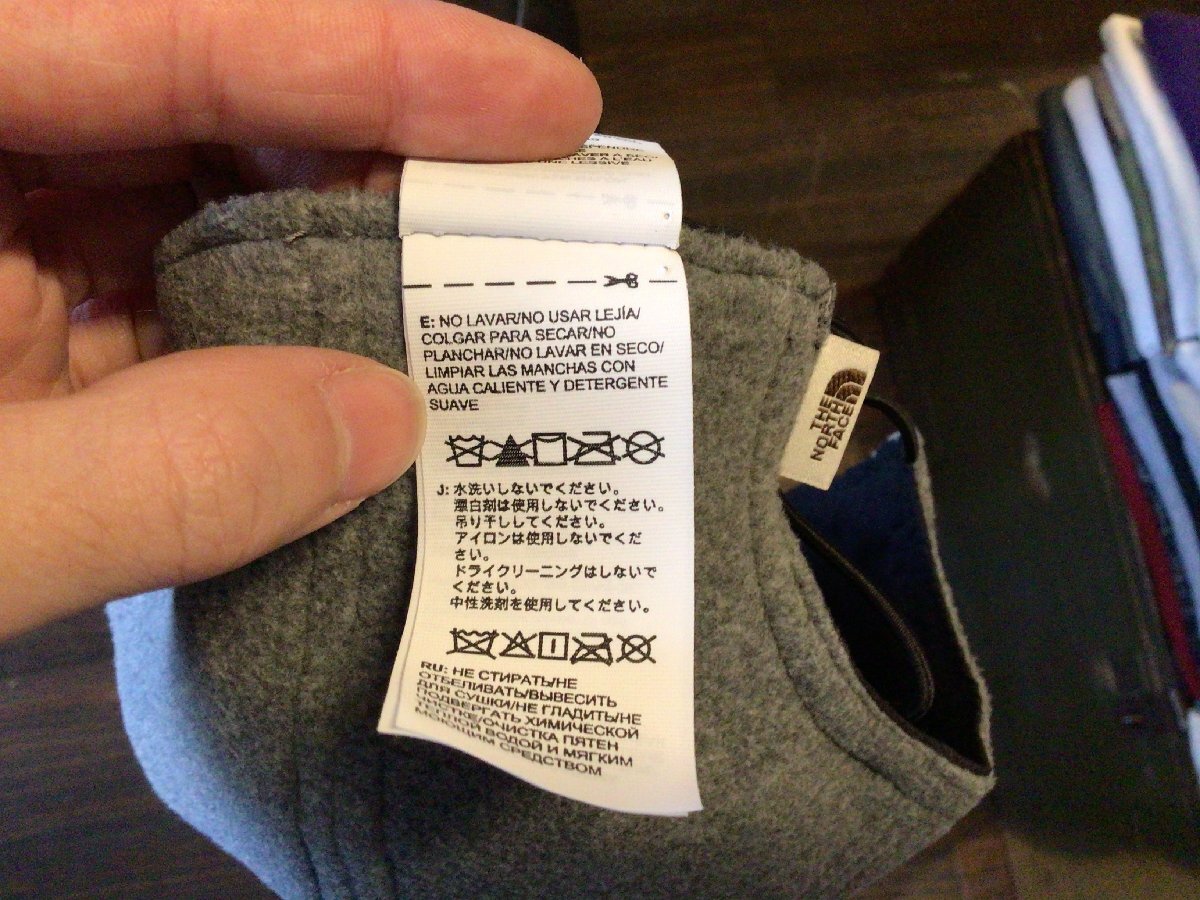 LAVER A
LESSIVE
E: NO LAVAR/NO USAR LEJÍA/
COLGAR PARA SECAR/NO
PLANCHAR/NO LAVAR EN SECO/
LIMPIAR LAS MANCHAS CON
AGUA CALIENTE Y DETERGENTE
SUAVE
J: 水洗いしないでください。
漂白剤は使用しないでください。
吊り干ししてください。
アイロンは使用しないでくだ
さい。
ドライクリーニングはしないで
ください。
中性洗剤を使用してください。
RU: НЕ СТИРАТЬ/НЕ
ОТБЕЛИВАТЬ/ВЫВЕСИТЬ
ДЛЯ СУШКИ/НЕ ГЛАДИТЬ/НЕ
ПОДВЕРГАТЬ ХИМИЧЕСКОЙ
ЧИСТКЕ/ОЧИСТКА ПЯТЕН
ТЕПЛОЙ ВОДОЙ И МЯГКИМ
МОЮЩИМ СРЕДСТВОМ
THE
NORTH
FACE